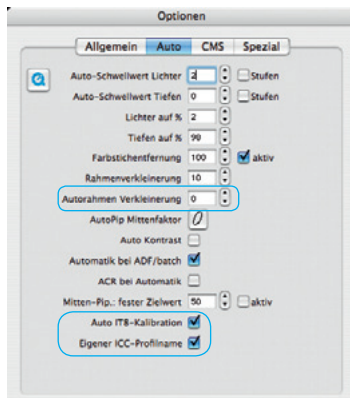 Optionen
Allgemein Auto CMS Spezial
Auto-Schwellwert Lichter 2 Stufen
Auto-Schwellwert Tiefen 0 Stufen
Lichter auf % 2
Tiefen auf % 90
Farbstichentfernung 100 aktiv
Rahmenverkleinerung 10
Autorahmen Verkleinerung 0
AutoPip Mittenfaktor 0
Auto Kontrast
Automatik bei ADF/batch
ACR bei Automatik
Mitten-Pip.: fester Zielwert 50 aktiv
Auto IT8-Kalibration
Eigener ICC-Profilname